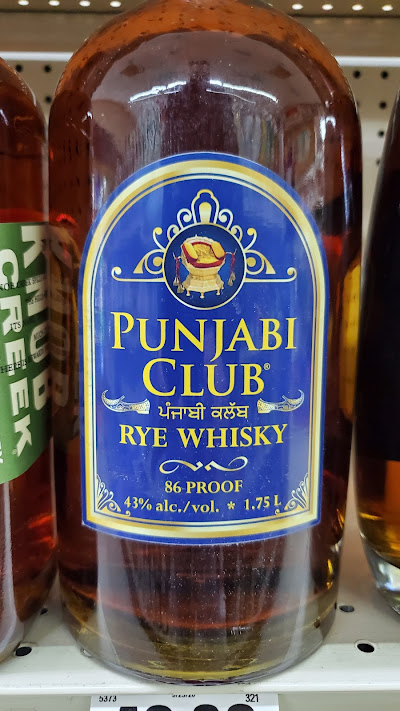 PUNJABI
CLUB®
ਪੰਜਾਬੀ ਕਲੱਬ
RYE WHISKY
86 PROOF
43% alc./vol. * 1.75 L
KNOB
CREEK
5373
321